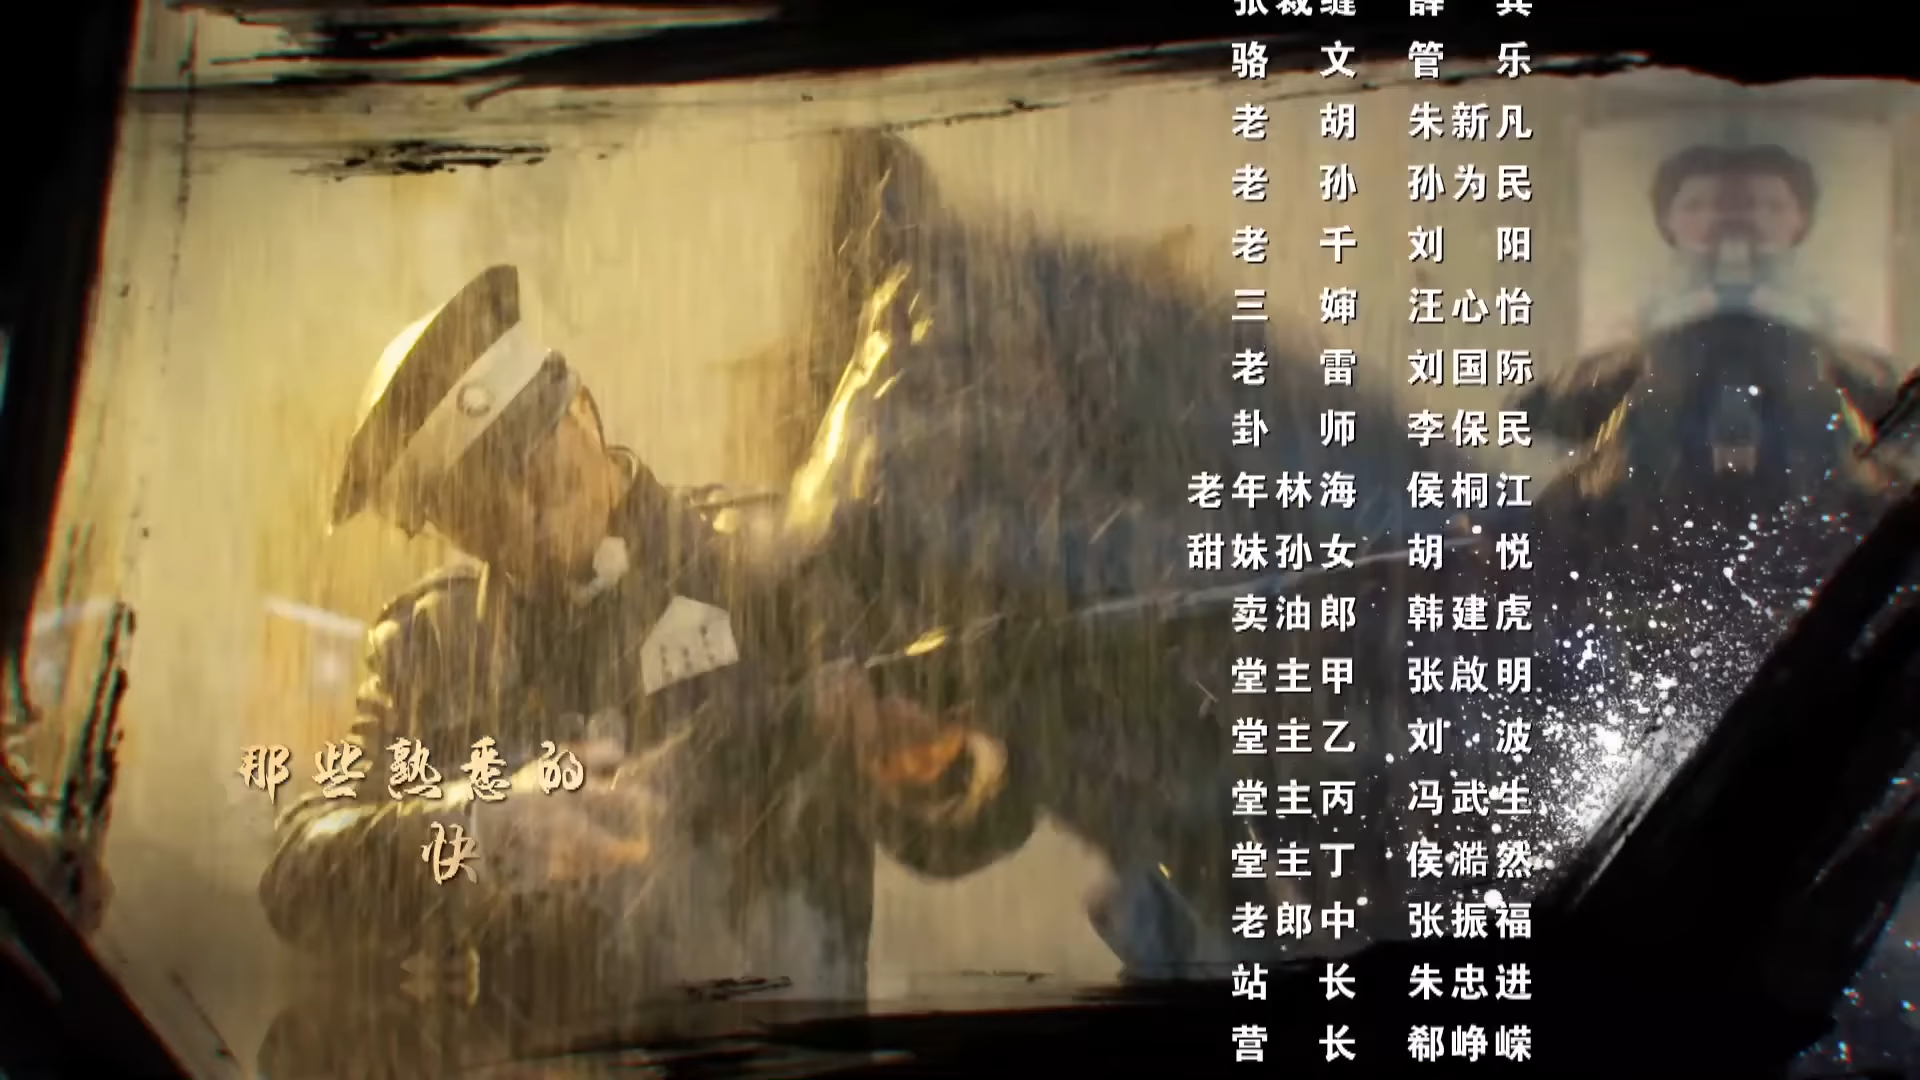 张裁缝 薛 其
骆 文 管 乐
老 胡 朱新凡
老 孙 孙为民
老 千 刘 阳
三 婶 汪心怡
老 雷 刘国际
卦 师 李保民
老年林海 侯桐江
甜妹孙女 胡 悦
卖油郎 韩建虎
堂主甲 张啟明
堂主乙 刘 波
堂主丙 冯武生
堂主丁 侯澔然
老郎中 张振福
站 长 朱忠进
营 长 郗峥嵘
那些熟悉的
快